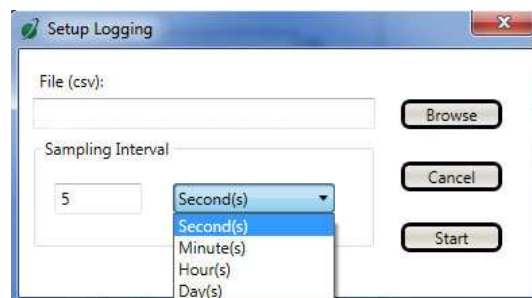 Setup Logging
File (csv):
Browse
Sampling Interval
5
Second(s)
Cancel
Second(s)
Minute(s)
Hour(s)
Day(s)
Start